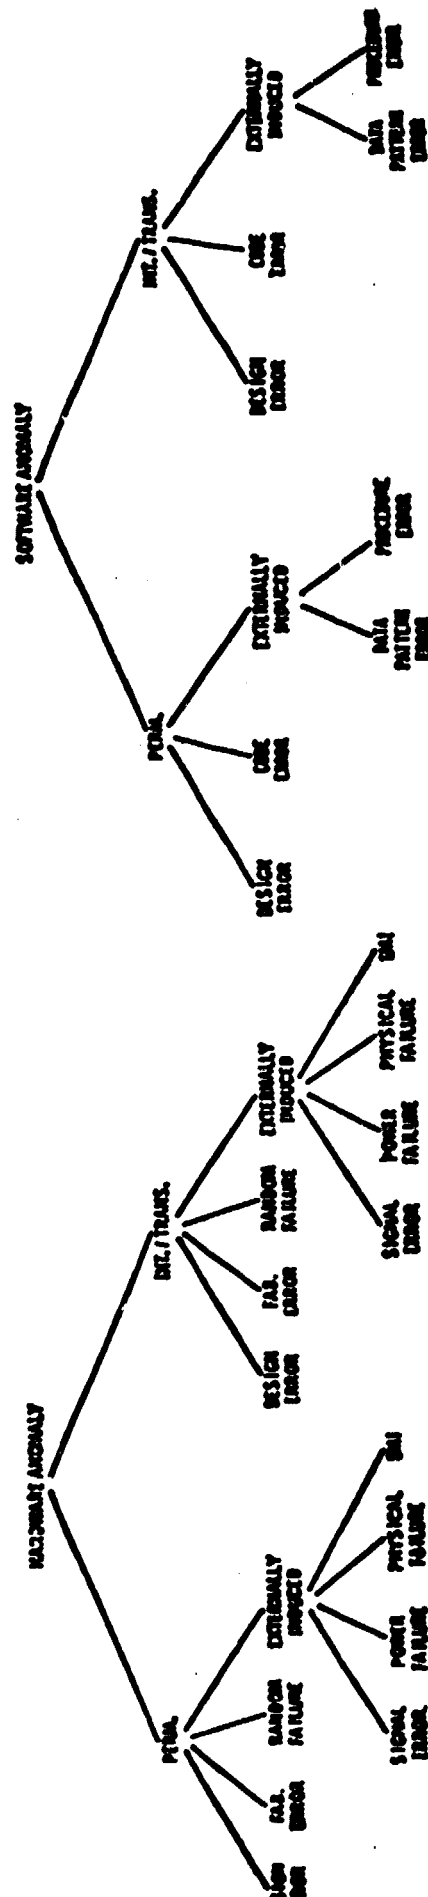 HARDWARE ANOMALY
PERM.
INT. / TRANS.
FAB.
ERROR
RANDOM
FAILURE
EXTERNALLY
INDUCED
SIGNAL
ERROR
POWER
FAILURE
PHYSICAL
FAILURE
EMI
DESIGN
ERROR
FAB.
ERROR
RANDOM
FAILURE
EXTERNALLY
INDUCED
SIGNAL
ERROR
POWER
FAILURE
PHYSICAL
FAILURE
EMI
SOFTWARE ANOMALY
PERM.
INT. / TRANS.
DESIGN
ERROR
CODE
ERROR
EXTERNALLY
INDUCED
DATA
PATTERN
ERROR
PROCEDURE
ERROR
DESIGN
ERROR
CODE
ERROR
EXTERNALLY
INDUCED
DATA
PATTERN
ERROR
PROCEDURE
ERROR